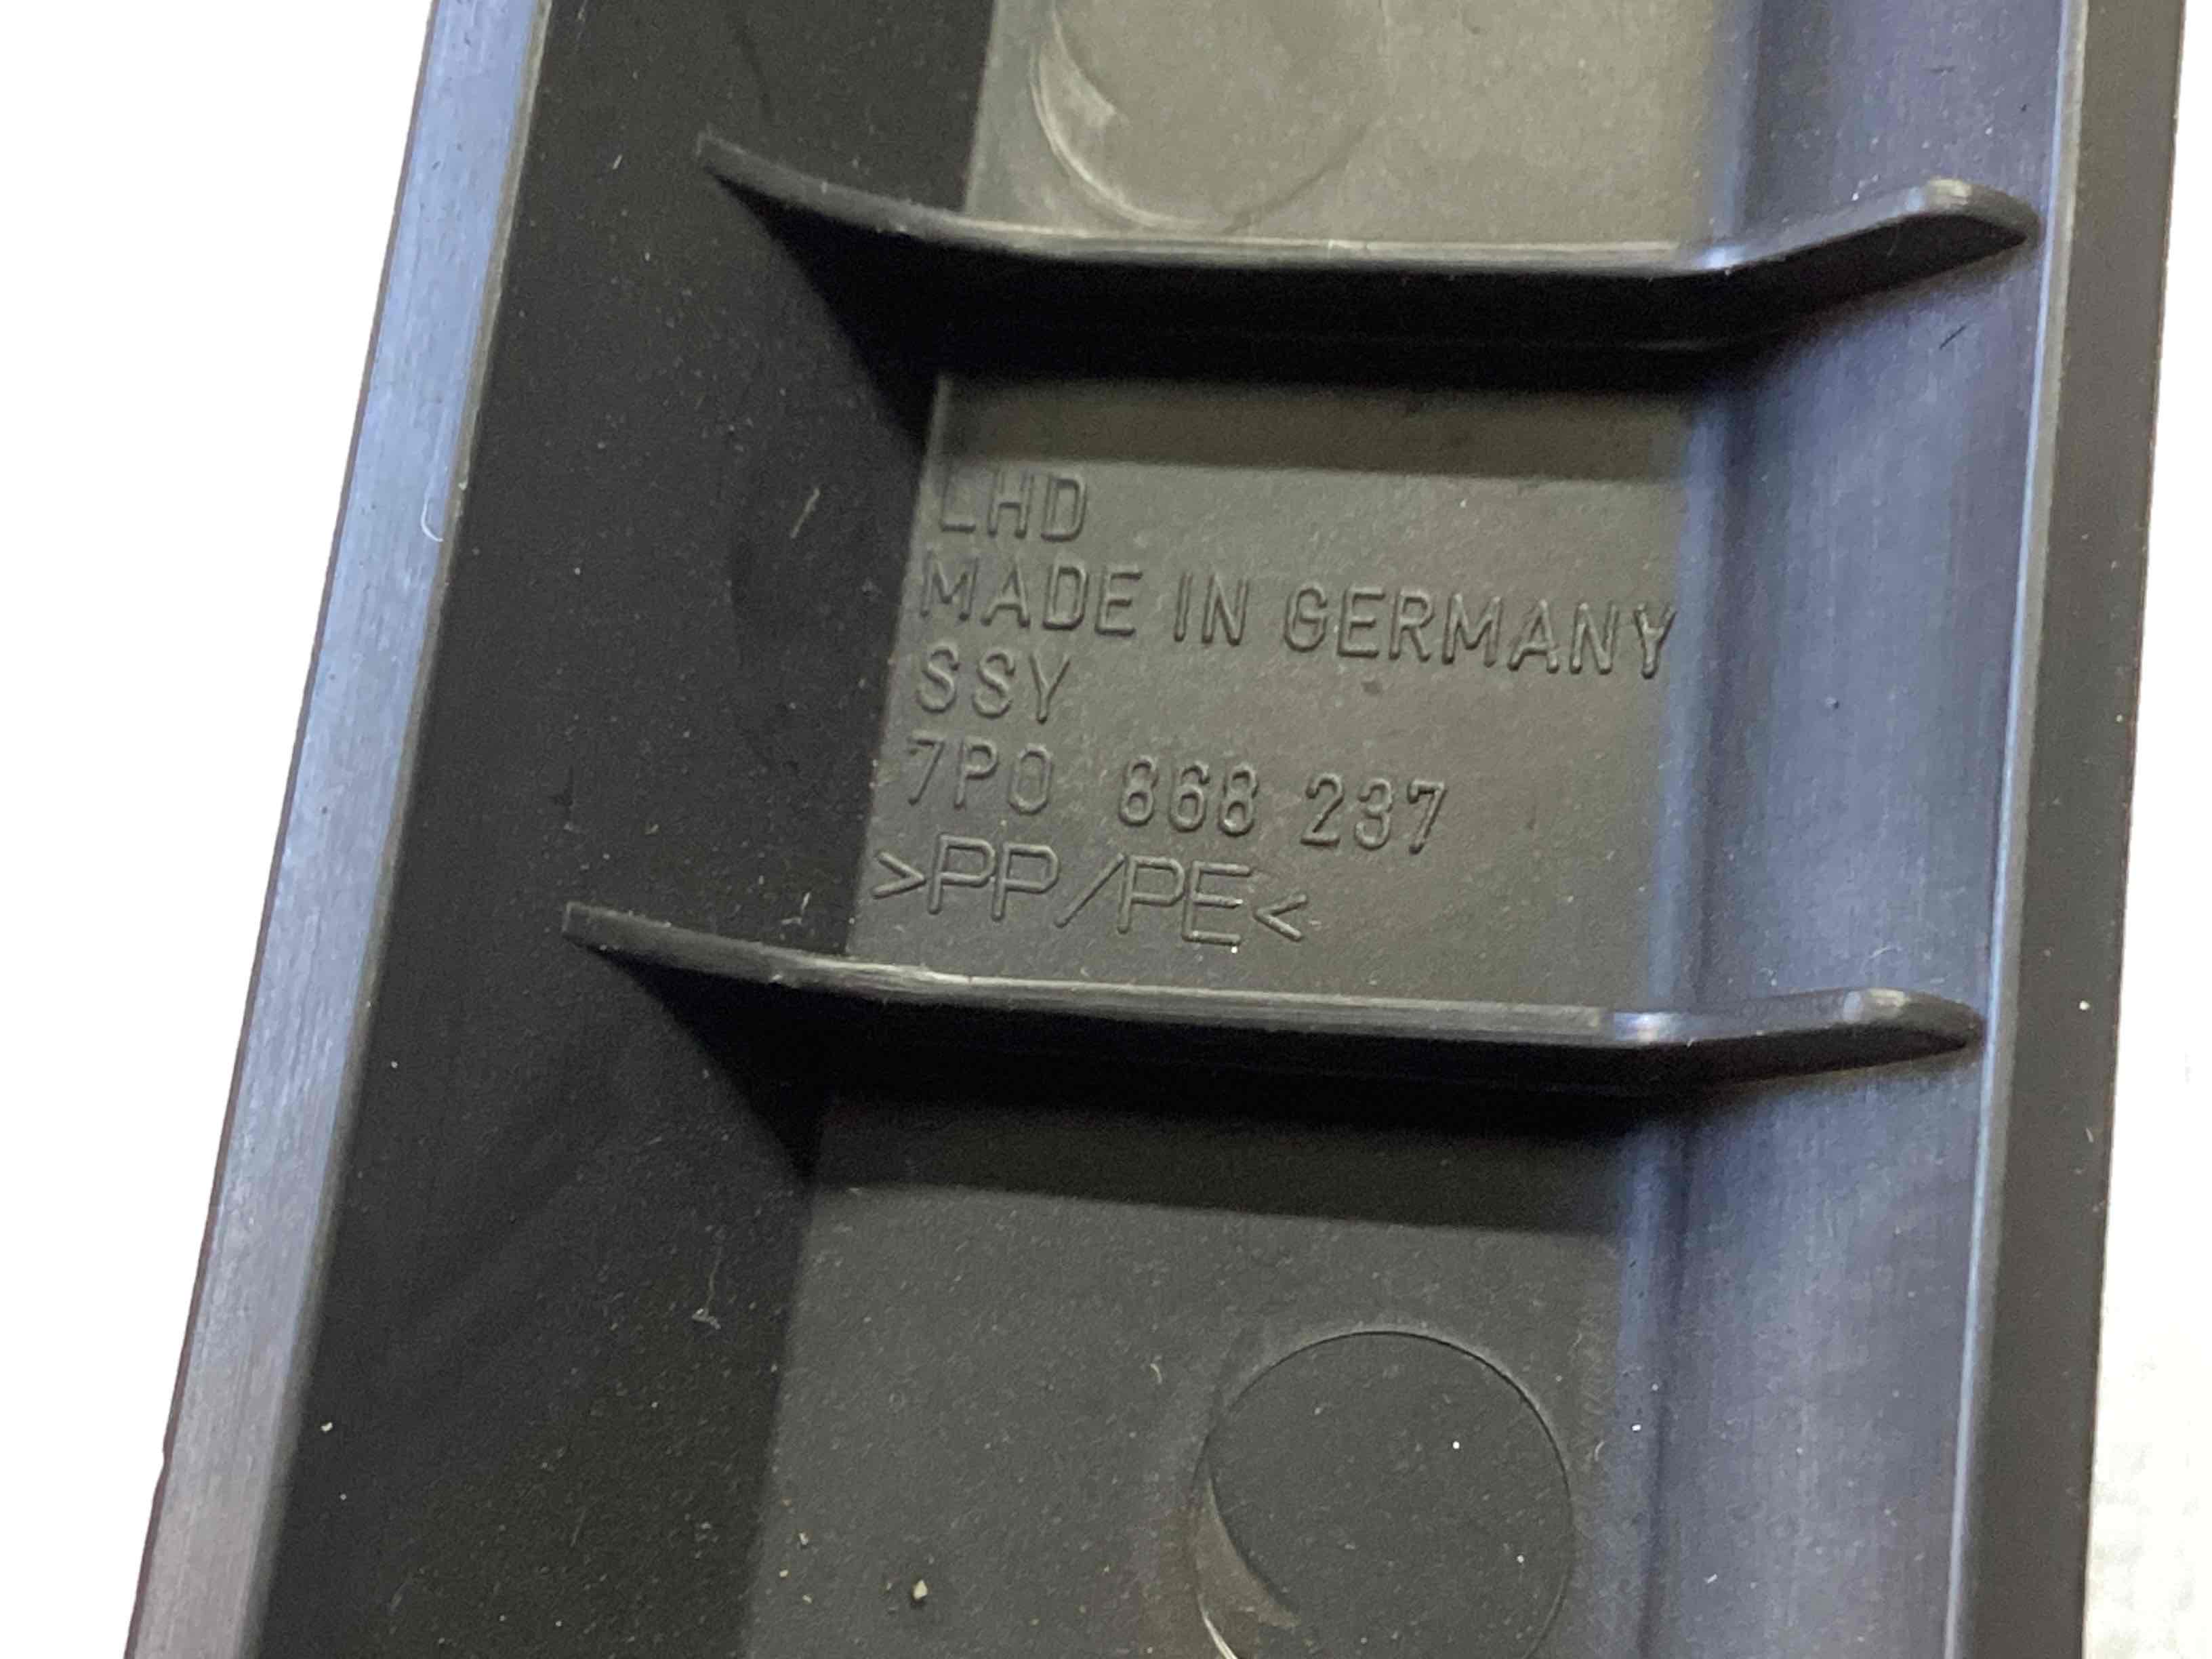 LHD
MADE IN GERMANY
SSY
7P0 868 237
>PP/PE<